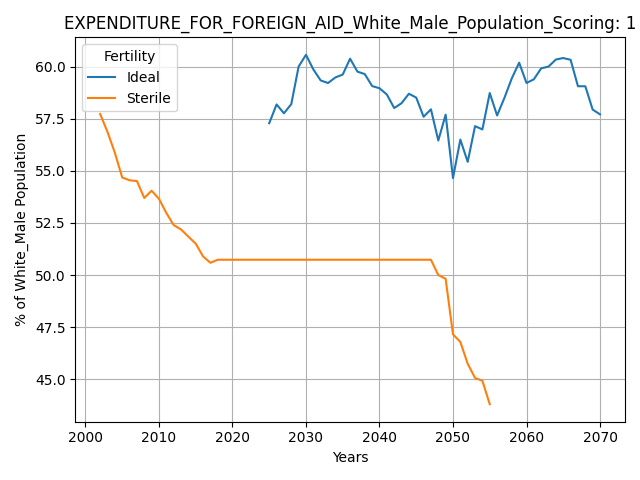 EXPENDITURE_FOR_FOREIGN_AID_White_Male_Population_Scoring: 1
Fertility
Ideal
Sterile
% of White_Male Population
60.0
57.5
55.0
52.5
50.0
47.5
45.0
2000 2010 2020 2030 2040 2050 2060 2070
Years